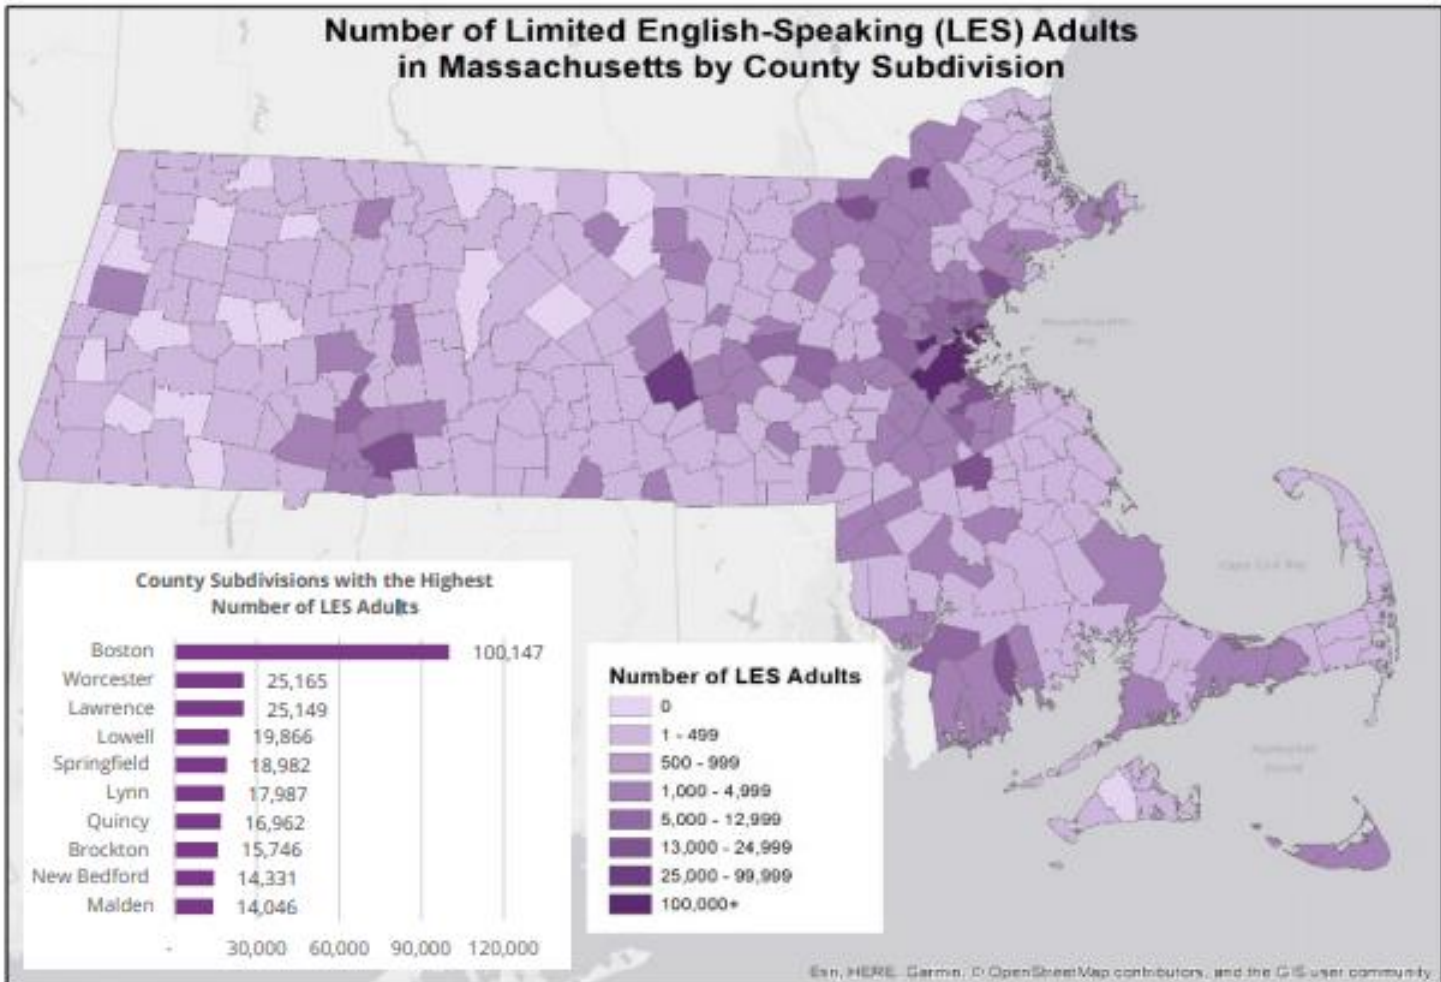 Number of Limited English-Speaking (LES) Adults
in Massachusetts by County Subdivision
County Subdivisions with the Highest
Number of LES Adults
Boston 100,147
Worcester 25,165
Lawrence 25,149
Lowell 19,866
Springfield 18,982
Lynn 17,987
Quincy 16,962
Brockton 15,746
New Bedford 14,331
Malden 14,046
- 30,000 60,000 90,000 120,000
Number of LES Adults
0
1 - 499
500 - 999
1,000 - 4,999
5,000 - 12,999
13,000 - 24,999
25,000 - 99,999
100,000+
Cape Cod Bay
Esri, HERE, Garmin, © OpenStreetMap contributors, and the GIS user community